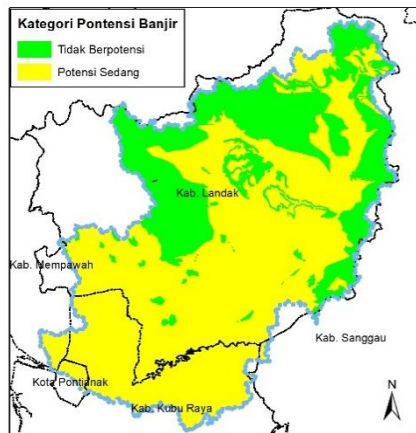 Kategori Pontensi Banjir
Tidak Berpotensi
Potensi Sedang
Kab. Landak
Kab. Mempawah
Kab. Sanggau
Kota Pontianak
Kab. Kubu Raya
N